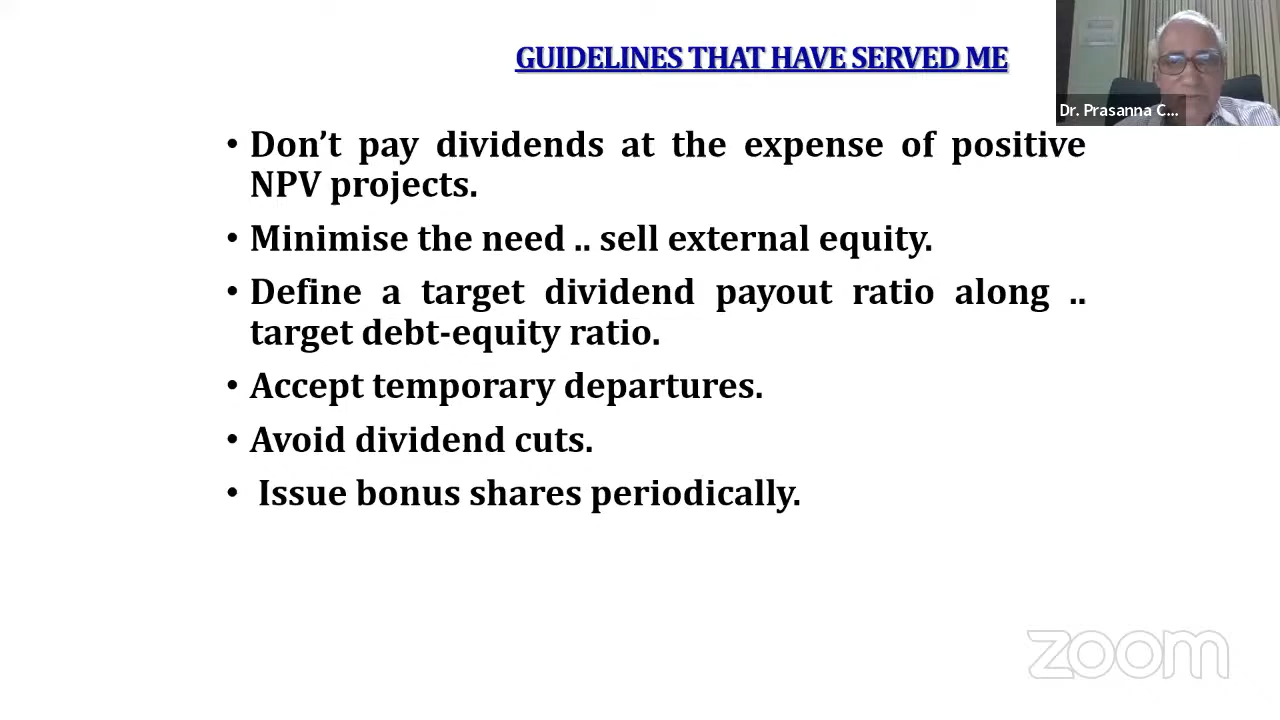 GUIDELINES THAT HAVE SERVED ME
Dr. Prasanna C...
• Don’t pay dividends at the expense of positive
NPV projects.
• Minimise the need .. sell external equity.
• Define a target dividend payout ratio along ..
target debt-equity ratio.
• Accept temporary departures.
• Avoid dividend cuts.
• Issue bonus shares periodically.
zoom